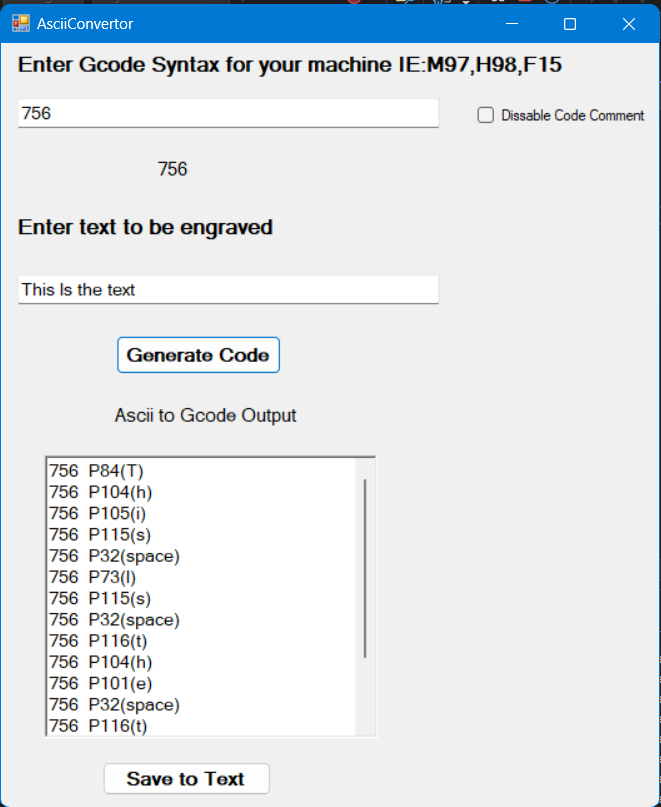 AsciiConvertor
Enter Gcode Syntax for your machine IE:M97,H98,F15
756
Dissable Code Comment
756
Enter text to be engraved
This Is the text
Generate Code
Ascii to Gcode Output
756 P84(T)
756 P104(h)
756 P105(i)
756 P115(s)
756 P32(space)
756 P73(I)
756 P115(s)
756 P32(space)
756 P116(t)
756 P104(h)
756 P101(e)
756 P32(space)
756 P116(t)
Save to Text